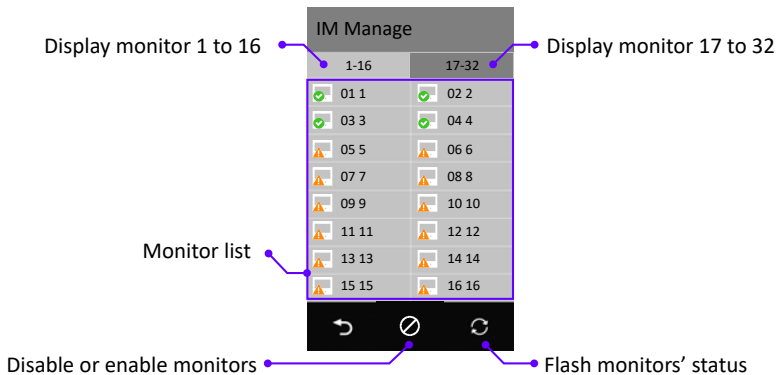 IM Manage
Display monitor 1 to 16
Display monitor 17 to 32
1-16 17-32
01 1 02 2
03 3 04 4
05 5 06 6
07 7 08 8
09 9 10 10
11 11 12 12
Monitor list
13 13 14 14
15 15 16 16
Disable or enable monitors
Flash monitors’ status